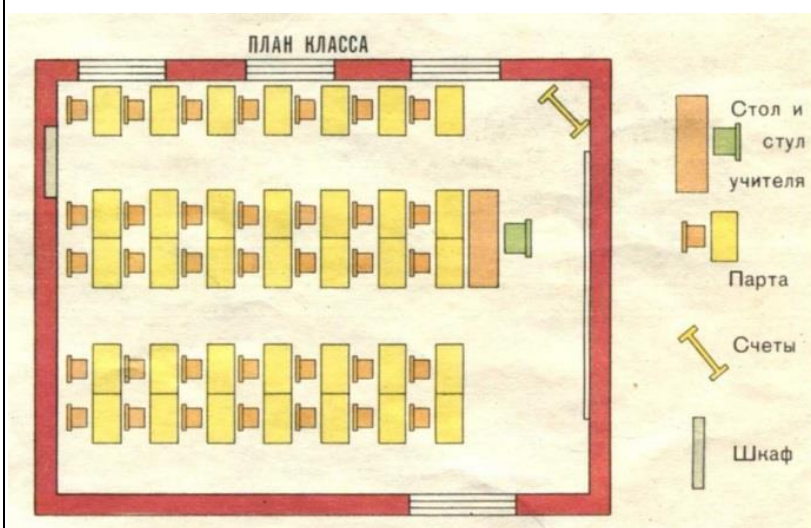 ПЛАН КЛАССА
Стол и
стул
учителя
Парта
Счеты
Шкаф